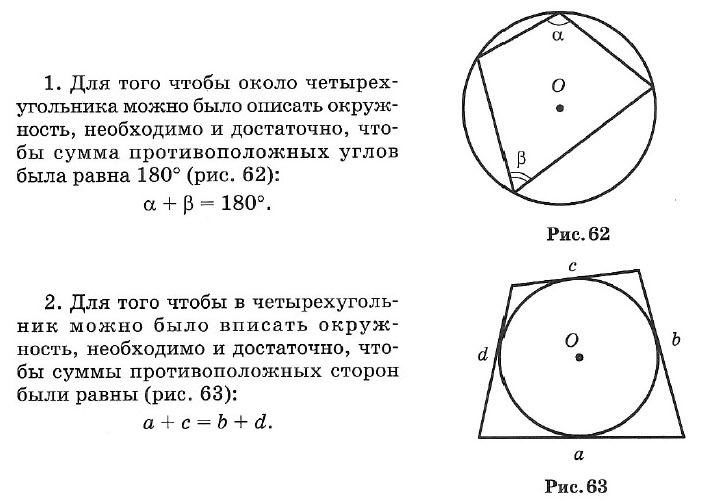 1. Для того чтобы около четырех-
угольника можно было описать окруж-
ность, необходимо и достаточно, что-
бы сумма противоположных углов
была равна 180° (рис. 62):
α + β = 180°.
α
O
β
Рис. 62
2. Для того чтобы в четырехуголь-
ник можно было вписать окруж-
ность, необходимо и достаточно, что-
бы суммы противоположных сторон
были равны (рис. 63):
a + c = b + d.
c
O
d
b
a
Рис. 63